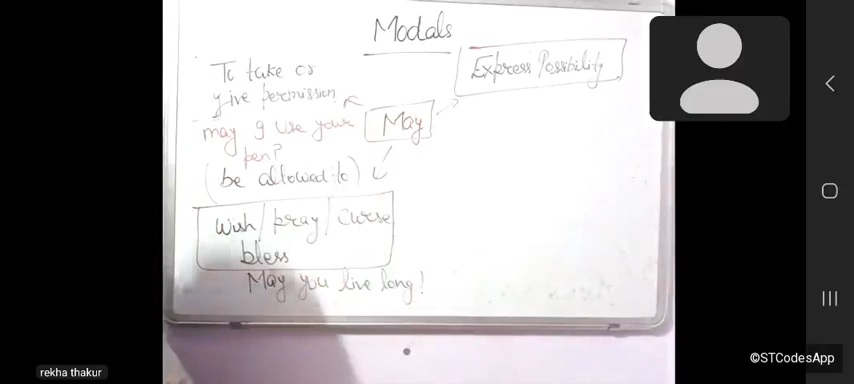 Modals
To take or
give permission
may I use your
pen?
(be allowed to)
May
Express Possibility
Wish / pray / curse
bless
May you live long!
rekha thakur
©STCodesApp